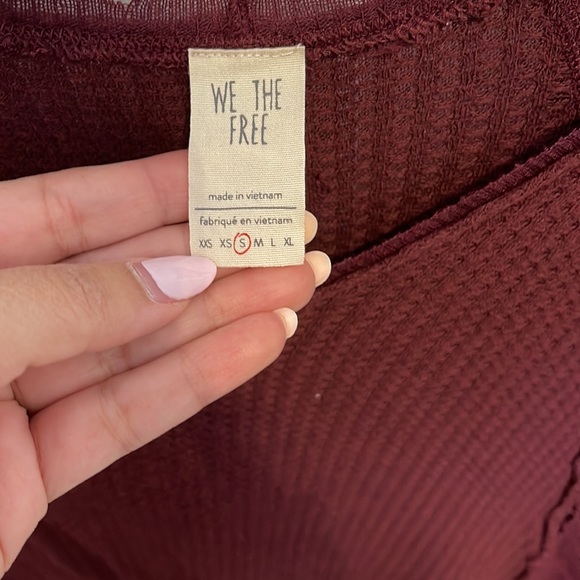 WE THE
FREE
made in vietnam
fabriqué en vietnam
XXS XS S M L XL